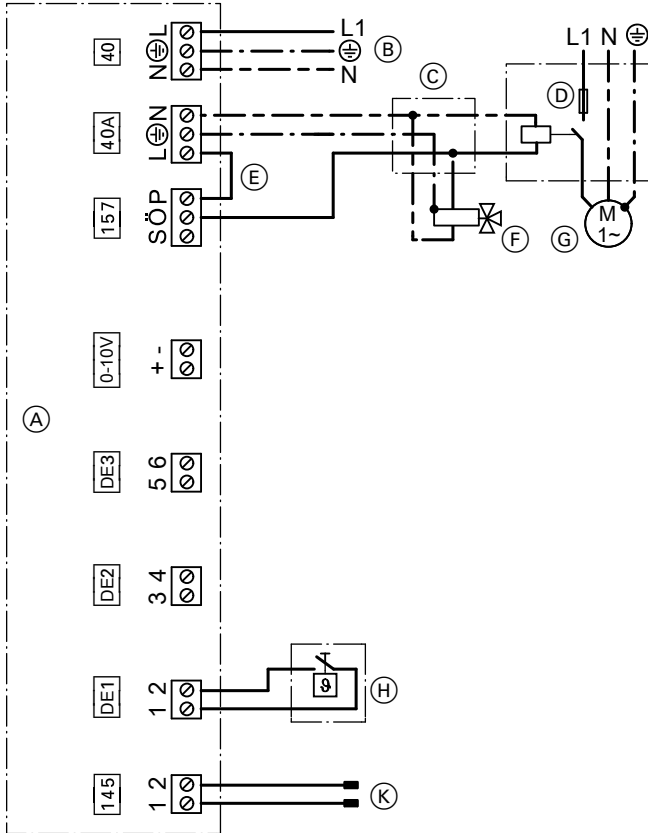 40
N ⏚ L
L1
⏚ B
N
L1 N ⏚
C
D
40A
L ⏚ N
E
157
S Ö P
F
M
1~
G
0-10V
+ -
A
DE3
5 6
DE2
3 4
DE1
1 2
ϑ
H
145
1 2
K